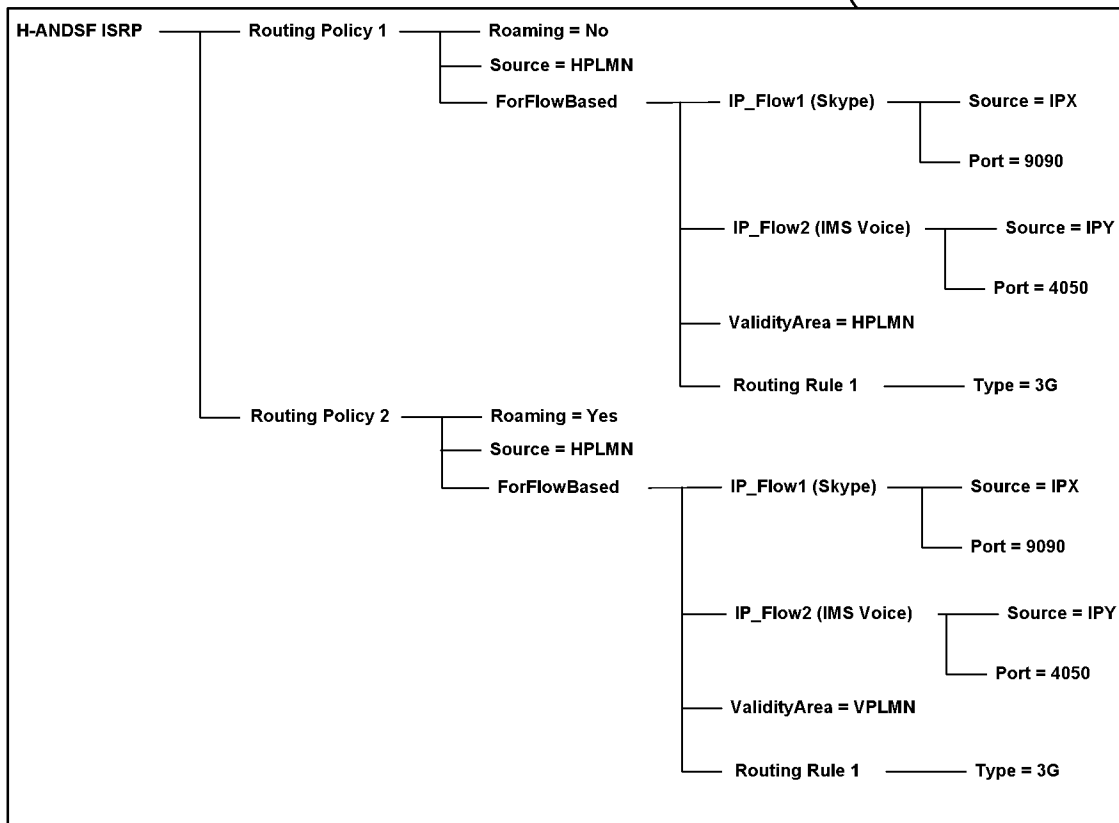 H-ANDSF ISRP
Routing Policy 1
Roaming = No
Source = HPLMN
ForFlowBased
IP_Flow1 (Skype)
Source = IPX
Port = 9090
IP_Flow2 (IMS Voice)
Source = IPY
Port = 4050
ValidityArea = HPLMN
Routing Rule 1
Type = 3G
Routing Policy 2
Roaming = Yes
Source = HPLMN
ForFlowBased
IP_Flow1 (Skype)
Source = IPX
Port = 9090
IP_Flow2 (IMS Voice)
Source = IPY
Port = 4050
ValidityArea = VPLMN
Routing Rule 1
Type = 3G